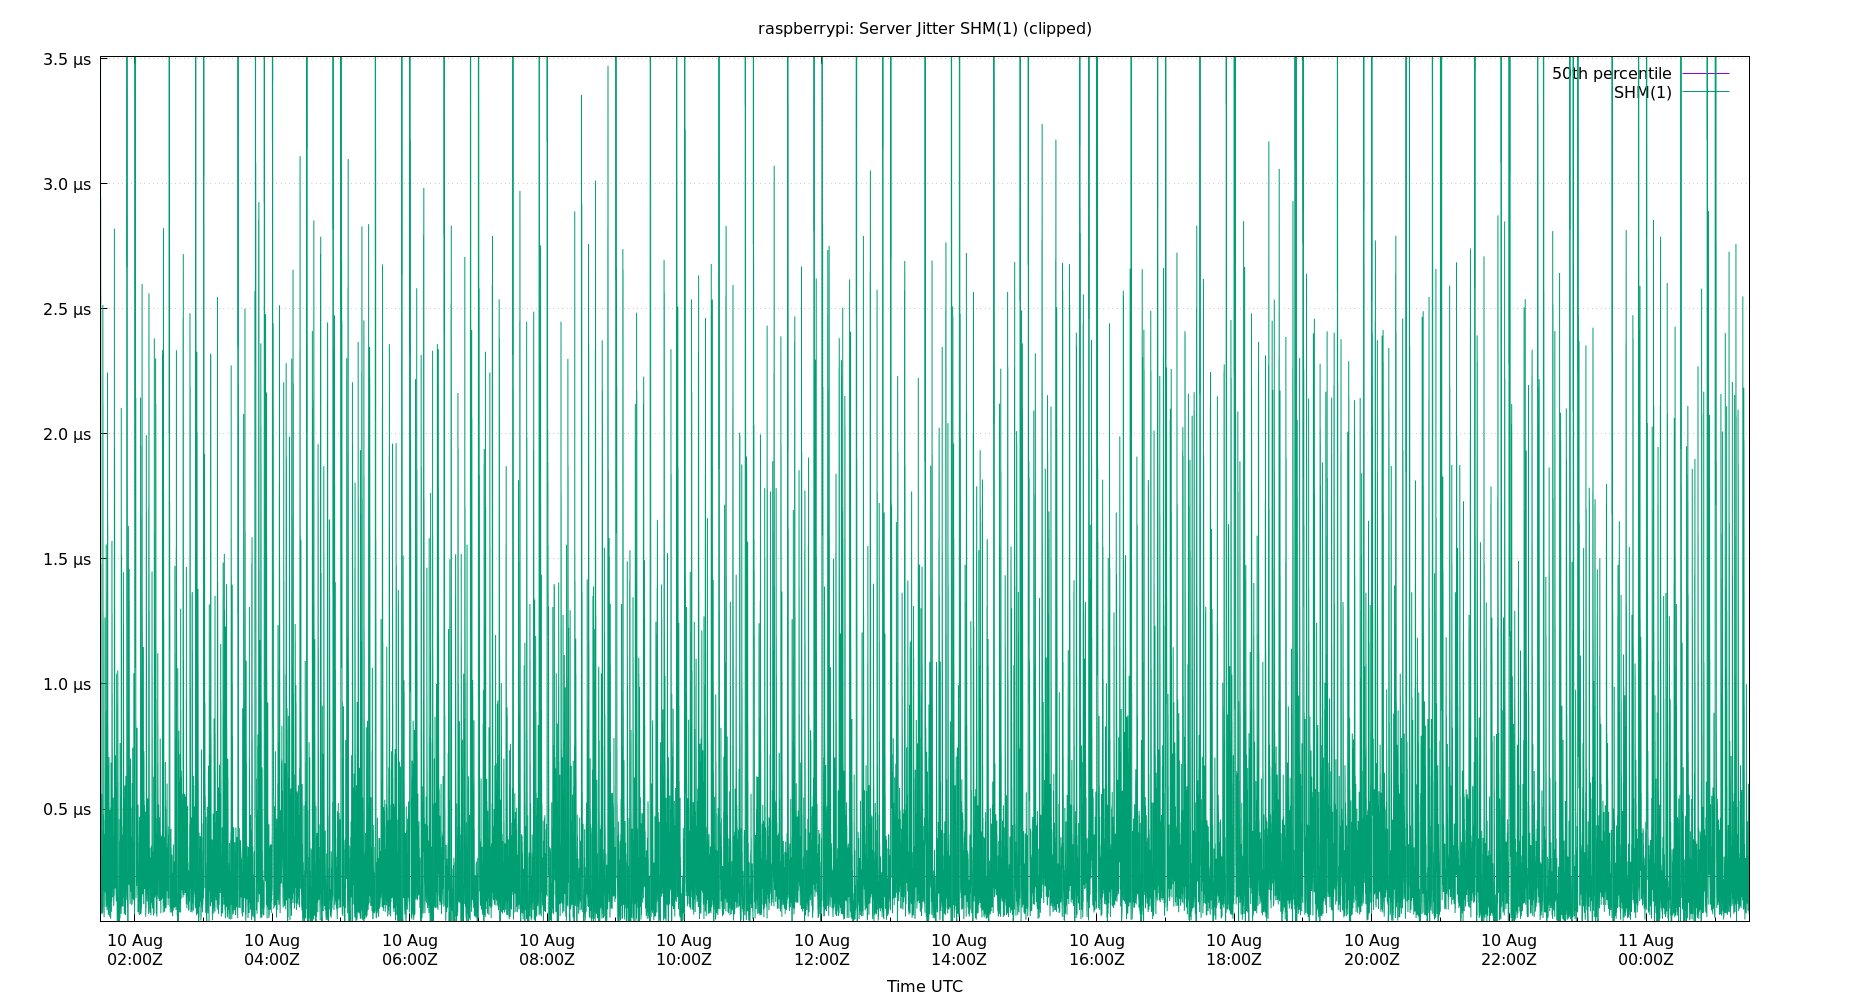 raspberrypi: Server Jitter SHM(1) (clipped)
3.5 µs
3.0 µs
2.5 µs
2.0 µs
1.5 µs
1.0 µs
0.5 µs
50th percentile
SHM(1)
10 Aug 10 Aug 10 Aug 10 Aug 10 Aug 10 Aug 10 Aug 10 Aug 10 Aug 10 Aug 10 Aug 11 Aug
02:00Z 04:00Z 06:00Z 08:00Z 10:00Z 12:00Z 14:00Z 16:00Z 18:00Z 20:00Z 22:00Z 00:00Z
Time UTC